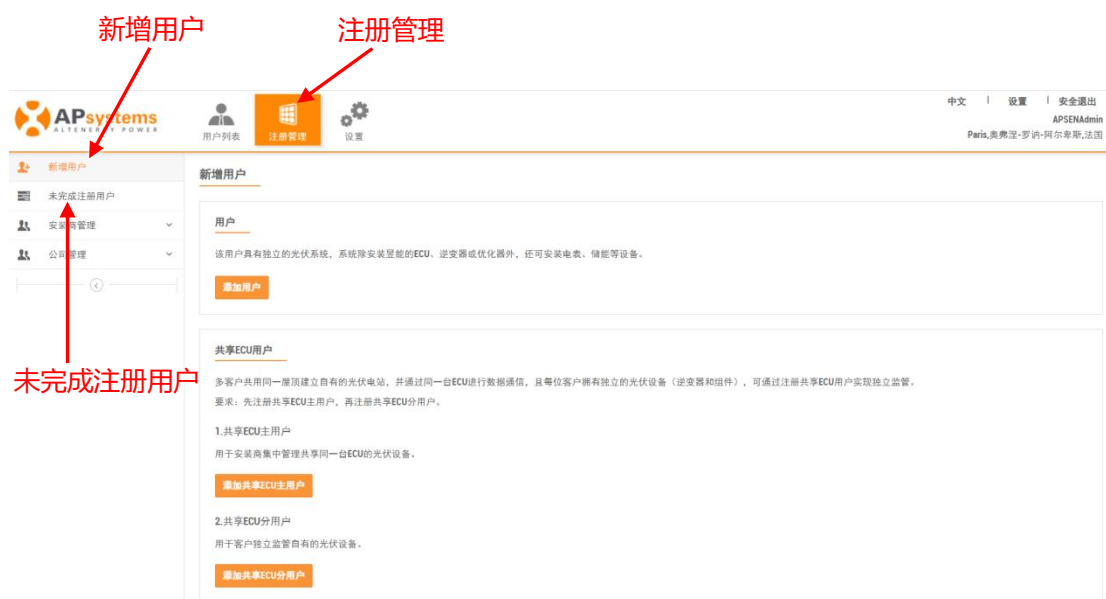 新增用户
注册管理
APsystems
ALTENERGY POWER
用户列表
注册管理
设置
中文 | 设置 | 安全退出
APSENAdmin
Paris,奥弗涅-罗讷-阿尔卑斯,法国
新增用户
未完成注册用户
安装商管理
公司管理
未完成注册用户
新增用户
用户
该用户具有独立的光伏系统，系统除安装昱能的ECU、逆变器或优化器外，还可安装电表、储能等设备。
添加用户
共享ECU用户
多客户共用同一屋顶建立自有的光伏电站，并通过同一台ECU进行数据通信，且每位客户拥有独立的光伏设备（逆变器和组件），可通过注册共享ECU用户实现独立监管。
要求：先注册共享ECU主用户，再注册共享ECU分用户。
1.共享ECU主用户
用于安装商集中管理共享同一台ECU的光伏设备。
添加共享ECU主用户
2.共享ECU分用户
用于客户独立监管自有的光伏设备。
添加共享ECU分用户